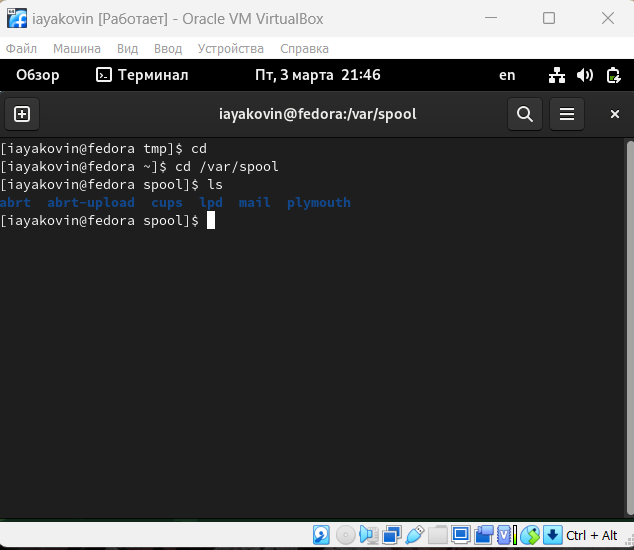 iayakovin [Работает] - Oracle VM VirtualBox
Файл Машина Вид Ввод Устройства Справка
Обзор Терминал Пт, 3 марта 21:46 en
iayakovin@fedora:/var/spool
[iayakovin@fedora tmp]$ cd
[iayakovin@fedora ~]$ cd /var/spool
[iayakovin@fedora spool]$ ls
abrt abrt-upload cups lpd mail plymouth
[iayakovin@fedora spool]$
Ctrl + Alt